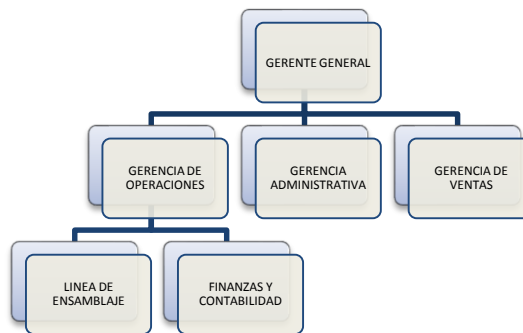 GERENTE GENERAL
GERENCIA DE
OPERACIONES
GERENCIA
ADMINISTRATIVA
GERENCIA DE
VENTAS
LINEA DE
ENSAMBLAJE
FINANZAS Y
CONTABILIDAD